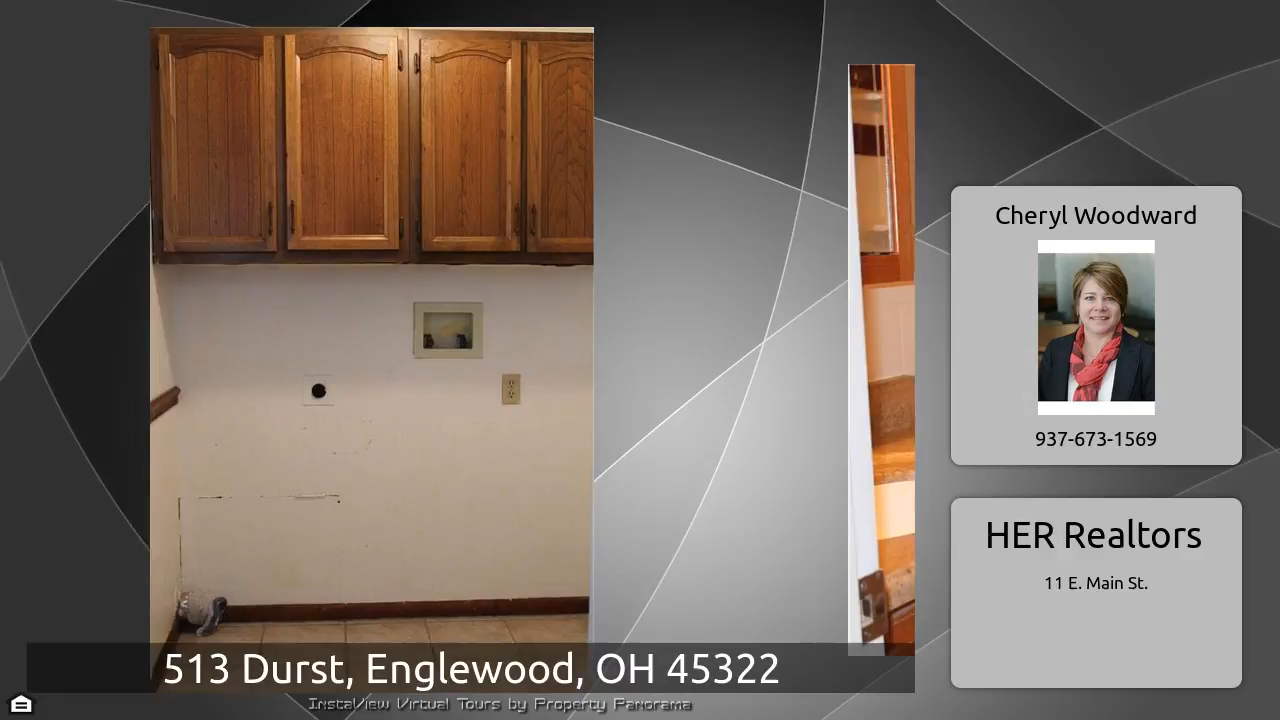 Cheryl Woodward
937-673-1569
HER Realtors
11 E. Main St.
513 Durst, Englewood, OH 45322
InstaView Virtual Tours by Property Panorama